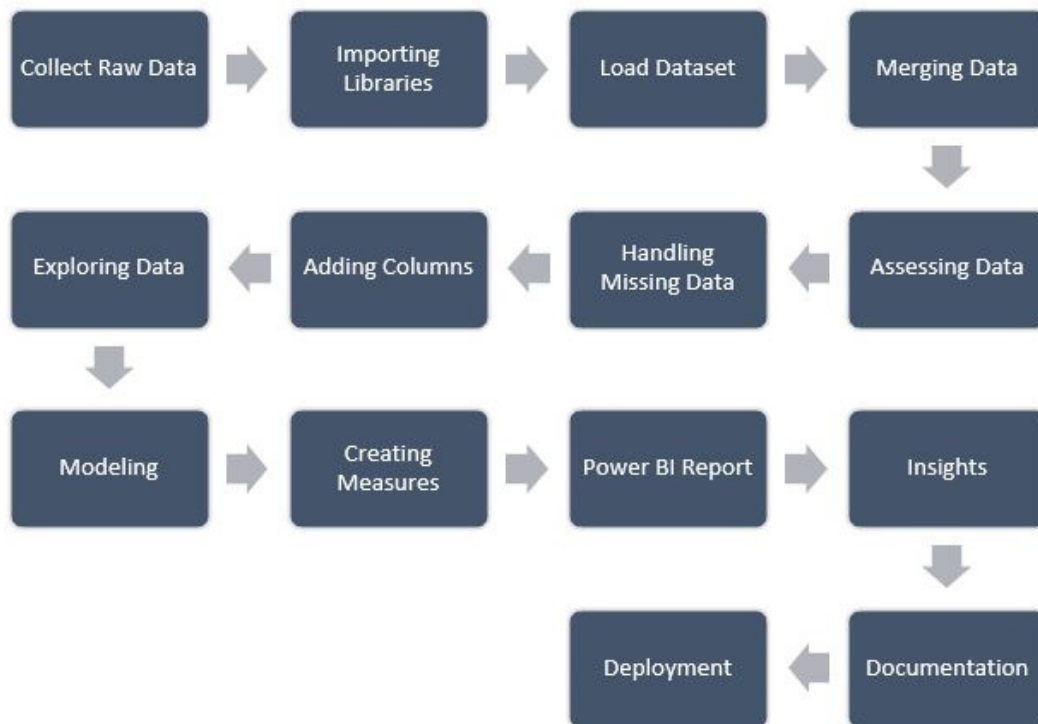 Collect Raw Data
Importing
Libraries
Load Dataset
Merging Data
Assessing Data
Handling
Missing Data
Adding Columns
Exploring Data
Modeling
Creating
Measures
Power BI Report
Insights
Documentation
Deployment